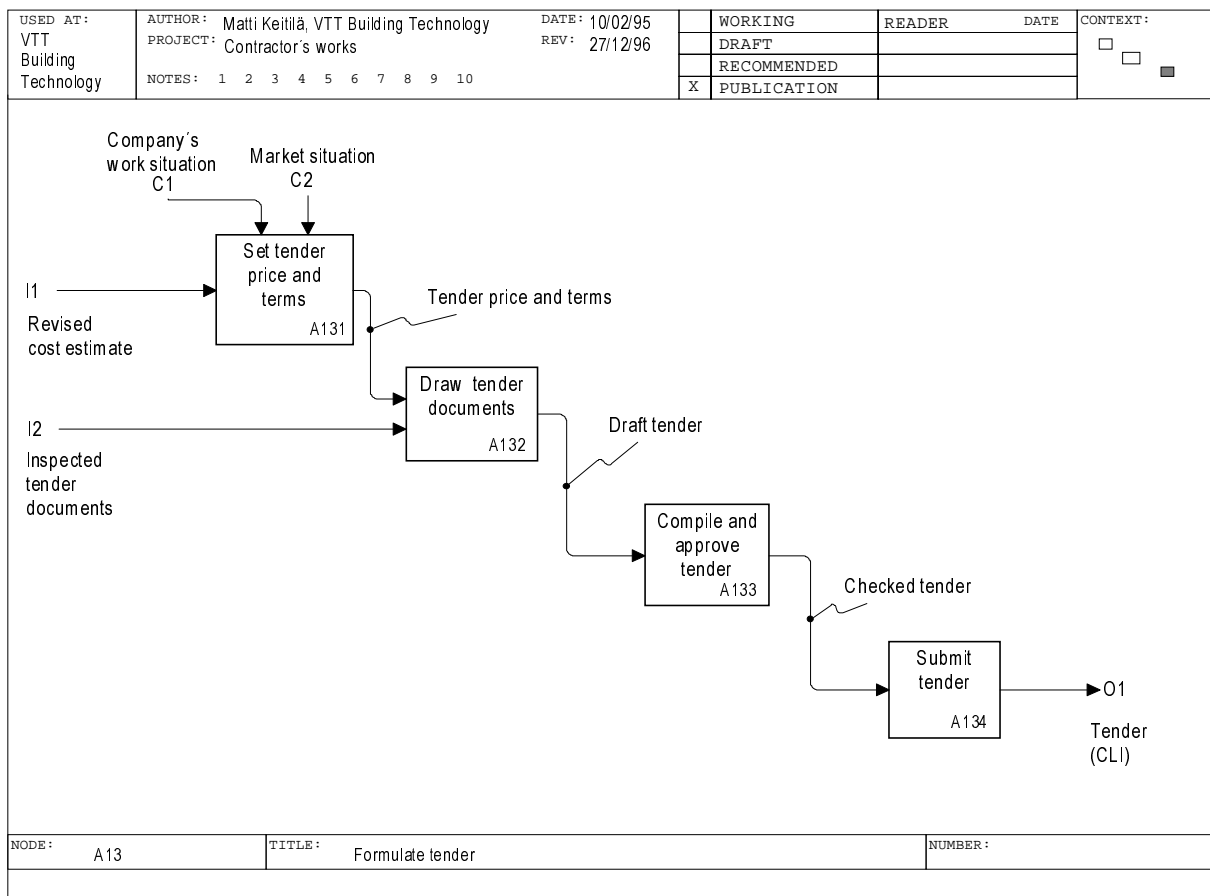 USED AT:
VTT
Building
Technology
AUTHOR: Matti Keitilä, VTT Building Technology
PROJECT: Contractor´s works
NOTES: 1 2 3 4 5 6 7 8 9 10
DATE: 10/02/95
REV: 27/12/96
WORKING
DRAFT
RECOMMENDED
X PUBLICATION
READER DATE
CONTEXT:
Company´s
work situation
C1
Market situation
C2
Set tender
price and
terms
A131
I1
Revised
cost estimate
Tender price and terms
Draw tender
documents
A132
I2
Inspected
tender
documents
Draft tender
Compile and
approve
tender
A133
Checked tender
Submit
tender
A134
O1
Tender
(CLI)
NODE: A13
TITLE: Formulate tender
NUMBER: